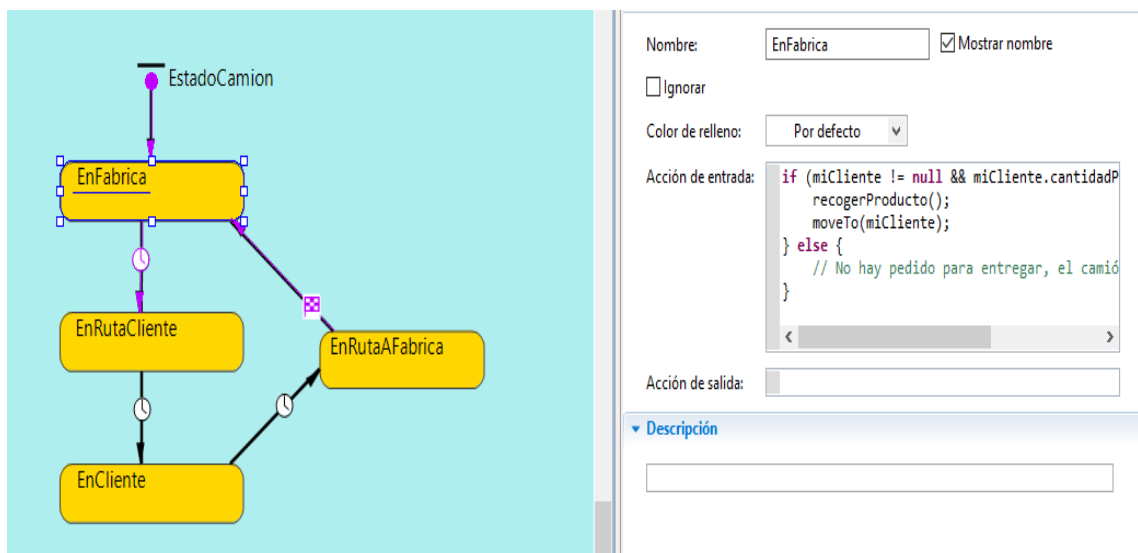 EstadoCamion
EnFabrica
EnRutaCliente
EnRutaAFabrica
EnCliente
Nombre:
EnFabrica
Mostrar nombre
Ignorar
Color de relleno:
Por defecto
Acción de entrada:
if (miCliente != null && miCliente.cantidadP
recogerProducto();
moveTo(miCliente);
} else {
// No hay pedido para entregar, el camió
}
Acción de salida:
Descripción